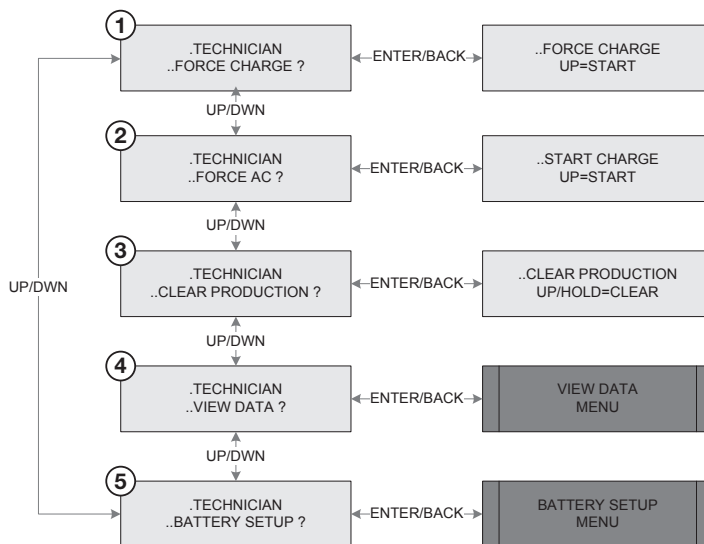 1
.TECHNICIAN
..FORCE CHARGE ?
ENTER/BACK
..FORCE CHARGE
UP=START
UP/DWN
2
.TECHNICIAN
..FORCE AC ?
ENTER/BACK
..START CHARGE
UP=START
UP/DWN
3
.TECHNICIAN
..CLEAR PRODUCTION ?
ENTER/BACK
..CLEAR PRODUCTION
UP/HOLD=CLEAR
UP/DWN
UP/DWN
4
.TECHNICIAN
..VIEW DATA ?
ENTER/BACK
VIEW DATA
MENU
UP/DWN
5
.TECHNICIAN
..BATTERY SETUP ?
ENTER/BACK
BATTERY SETUP
MENU